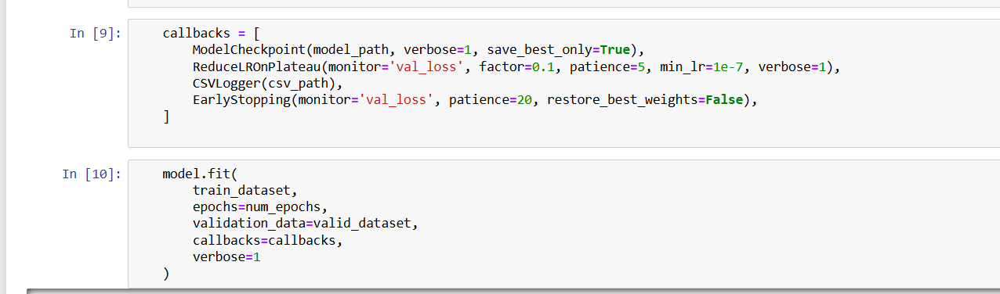 In [9]:
callbacks = [
ModelCheckpoint(model_path, verbose=1, save_best_only=True),
ReduceLROnPlateau(monitor='val_loss', factor=0.1, patience=5, min_lr=1e-7, verbose=1),
CSVLogger(csv_path),
EarlyStopping(monitor='val_loss', patience=20, restore_best_weights=False),
]
In [10]:
model.fit(
train_dataset,
epochs=num_epochs,
validation_data=valid_dataset,
callbacks=callbacks,
verbose=1
)